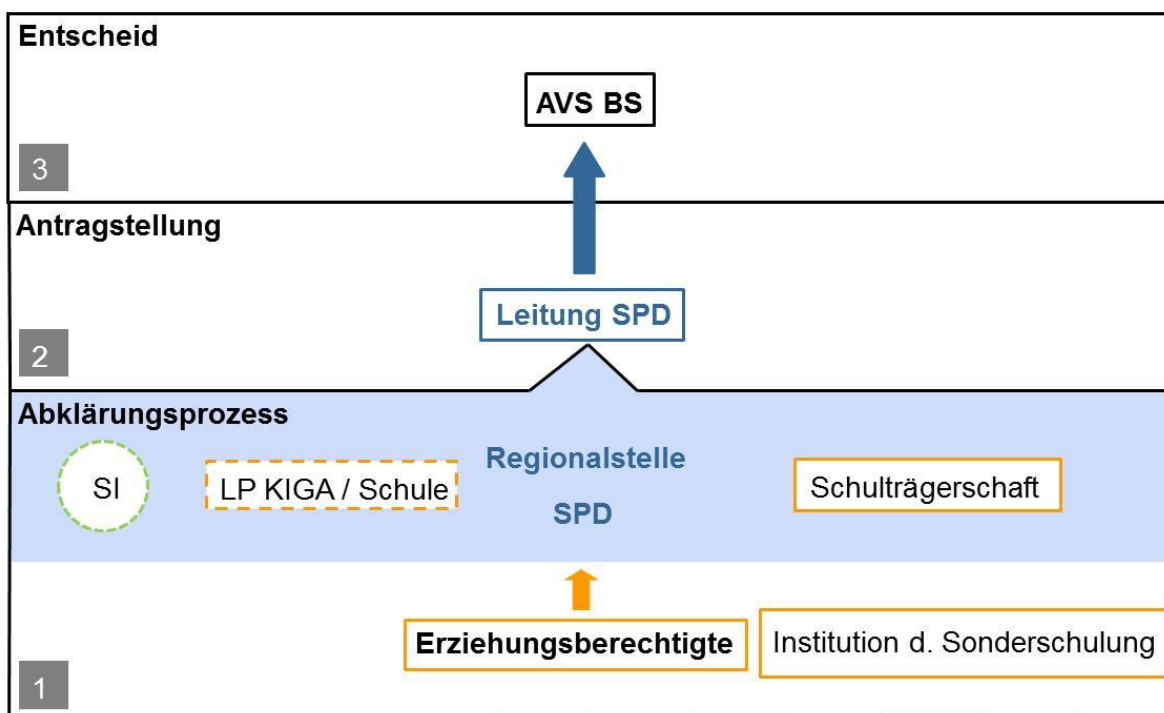 Entscheid
AVS BS
3
Antragstellung
Leitung SPD
2
Abklärungsprozess
SI
LP KIGA / Schule
Regionalstelle
SPD
Schulträgerschaft
Erziehungsberechtigte
Institution d. Sonderschulung
1